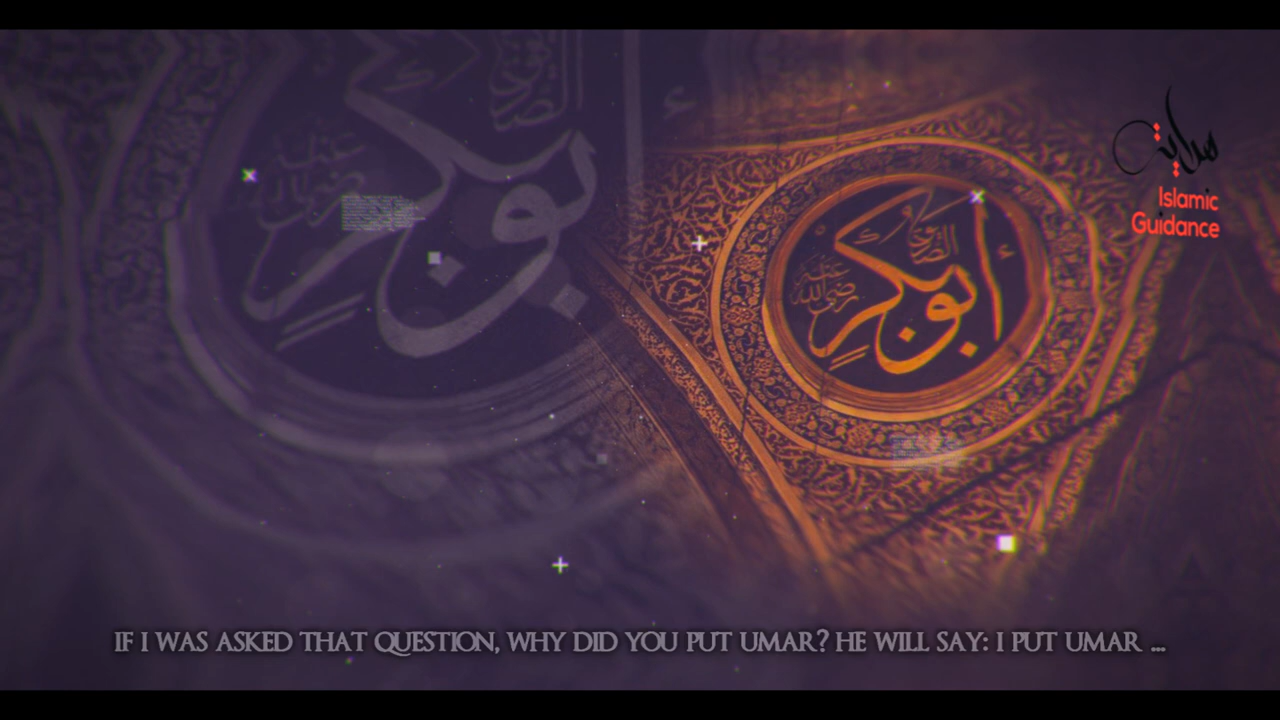 أبو بكر
الصديق
رضي الله
عنه
هداية
Islamic
Guidance
IF I WAS ASKED THAT QUESTION, WHY DID YOU PUT UMAR? HE WILL SAY: I PUT UMAR ...